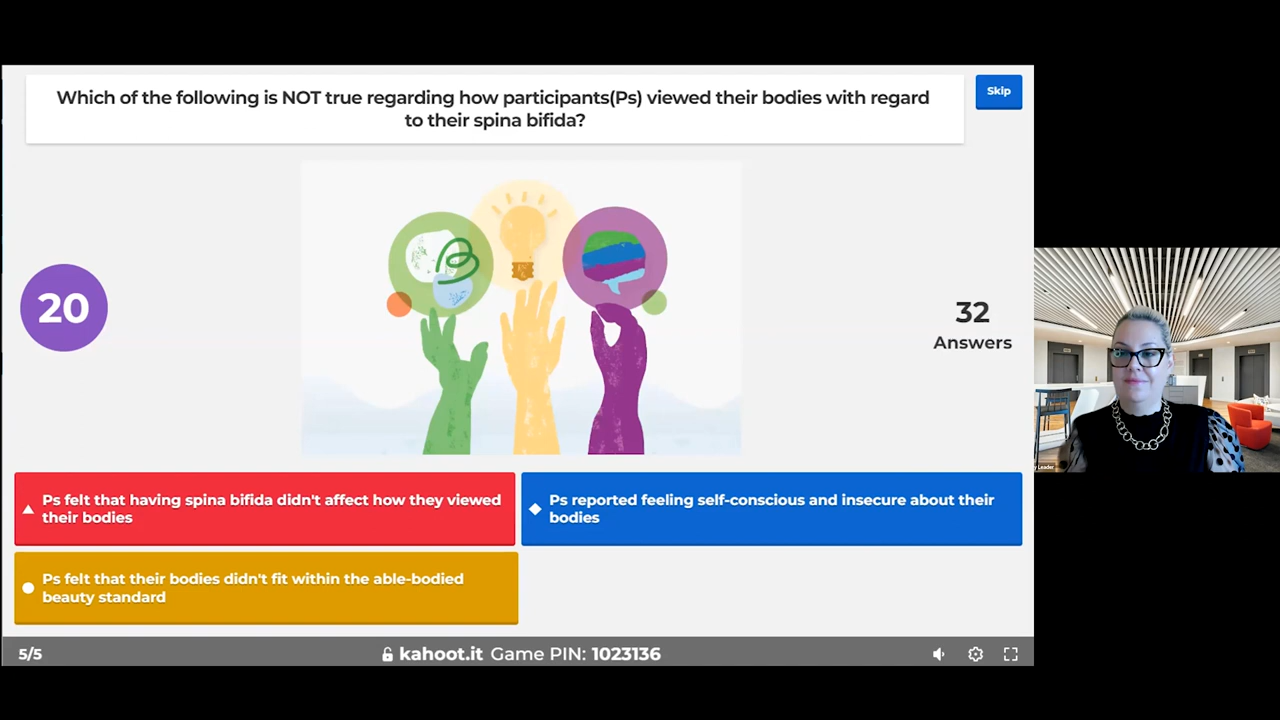 Which of the following is NOT true regarding how participants(Ps) viewed their bodies with regard
to their spina bifida?
Skip
20
32
Answers
Ps felt that having spina bifida didn't affect how they viewed
their bodies
Ps reported feeling self-conscious and insecure about their
bodies
Ps felt that their bodies didn't fit within the able-bodied
beauty standard
5/5
kahoot.it Game PIN: 1023136